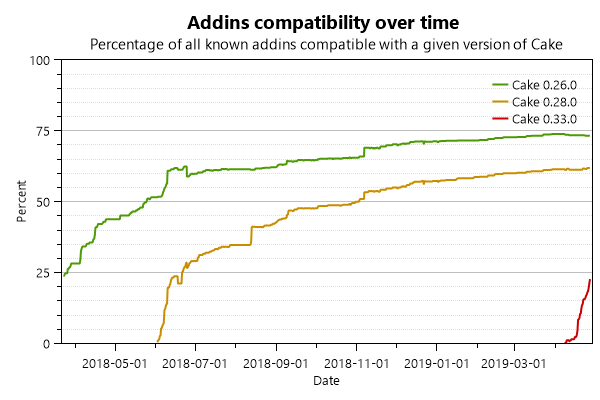 Addins compatibility over time
Percentage of all known addins compatible with a given version of Cake
100
75
50
25
0
Percent
Cake 0.26.0
Cake 0.28.0
Cake 0.33.0
2018-05-01 2018-07-01 2018-09-01 2018-11-01 2019-01-01 2019-03-01
Date